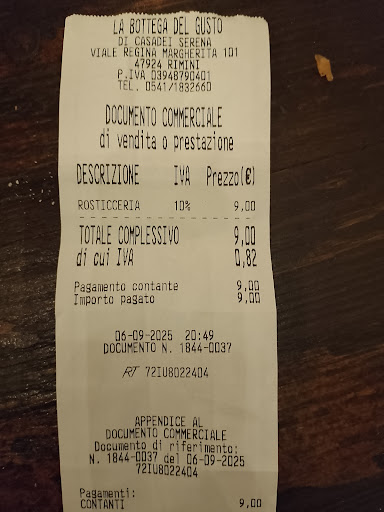 LA BOTTEGA DEL GUSTO
DI CASADEI SERENA
VIALE REGINA MARGHERITA 101
47924 RIMINI
P.IVA 03948790401
TEL. 0541/1832660
DOCUMENTO COMMERCIALE
di vendita o prestazione
DESCRIZIONE IVA Prezzo(€)
ROSTICCERIA 10% 9,00
TOTALE COMPLESSIVO 9,00
di cui IVA 0,82
Pagamento contante 9,00
Importo pagato 9,00
06-09-2025 20:49
DOCUMENTO N. 1844-0037
RT 72IU8022404
APPENDICE AL
DOCUMENTO COMMERCIALE
Documento di riferimento:
N. 1844-0037 del 06-09-2025
72IU8022404
Pagamenti:
CONTANTI 9,00